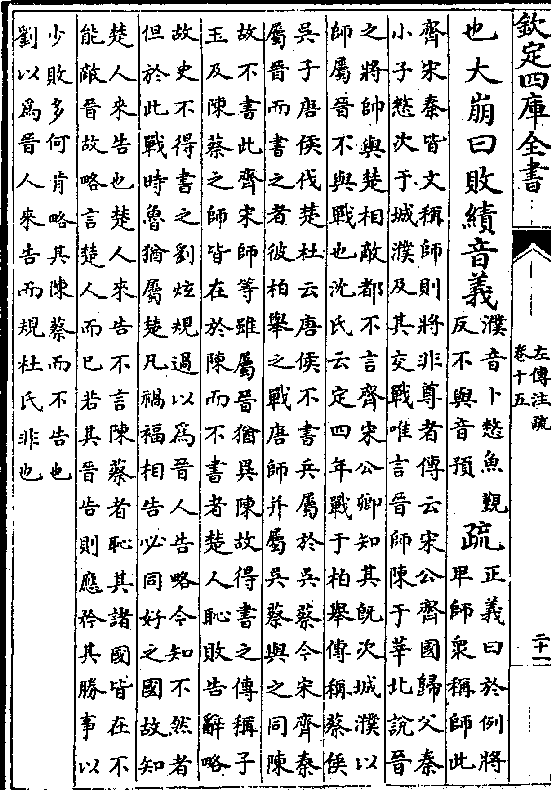 欽定四庫全書
左傳注疏
卷十五
二十一
也大崩曰敗績音義
濮音卜憗魚覲
反不與音預
疏
正義曰於例將
卑師衆稱師此
齊宋秦皆文稱師則將非尊者傳云宋公齊國歸父秦
小子憗次于城濮及其交戰唯言晉師陳于莘北說晉
之將帥與楚相敵都不言齊宋公卿知其旣次城濮以
師屬晉不與戰也沈氏云定四年戰于柏舉傳稱蔡侯
吳子唐侯伐楚杜云唐侯不書兵屬於吳蔡今宋齊秦
屬晉而書之者彼柏舉之戰唐師并屬吳蔡與之同陳
故不書此齊宋師等雖屬晉猶異陳故得書之傳稱子
玉及陳蔡之師皆在於陳而不書者楚人恥敗告辭略
故史不得書之劉炫規過以爲晉人告略今知不然者
但於此戰時魯猶屬楚凡禍福相告必同好之國故知
楚人來告也楚人來告不言陳蔡者恥其諸國皆在不
能敵晉故略言楚人而已若其晉告則應矜其勝事以
少敗多何肯略其陳蔡而不告也
劉以爲晉人來告而規杜氏非也